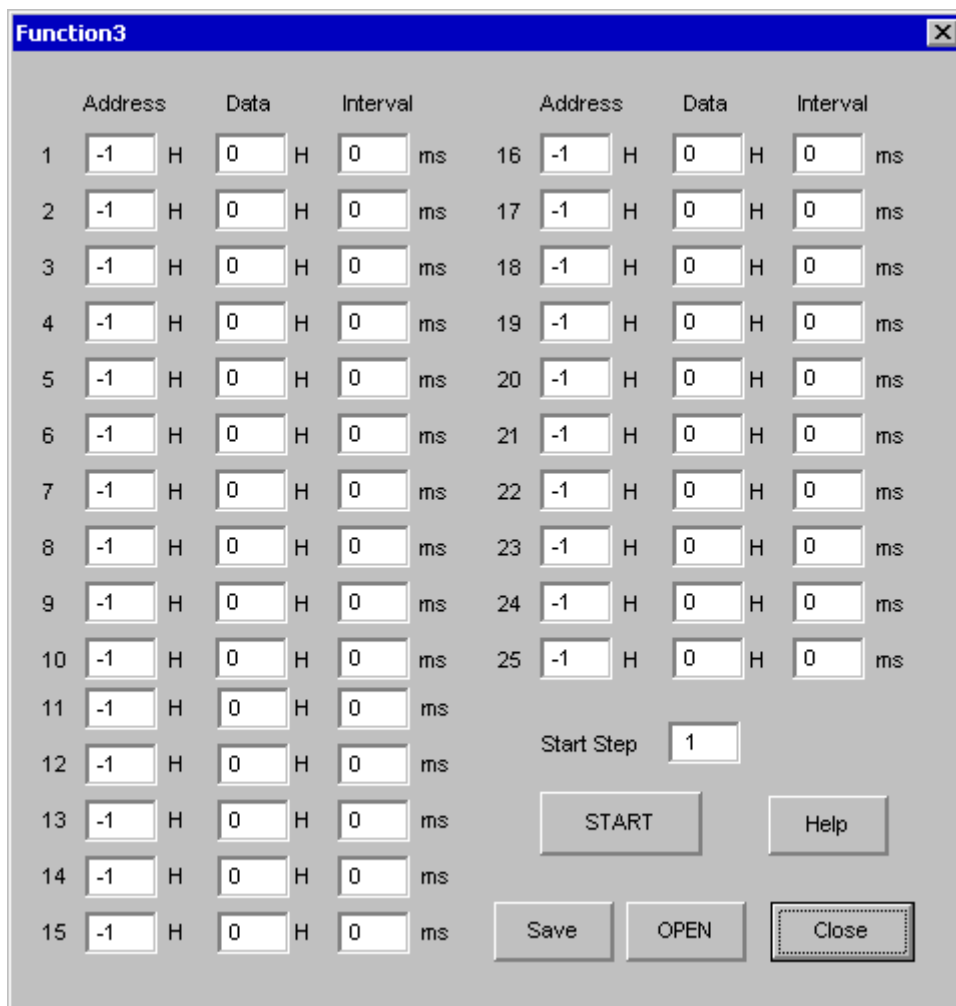 Function3
Address Data Interval Address Data Interval
1 -1 H 0 H 0 ms 16 -1 H 0 H 0 ms
2 -1 H 0 H 0 ms 17 -1 H 0 H 0 ms
3 -1 H 0 H 0 ms 18 -1 H 0 H 0 ms
4 -1 H 0 H 0 ms 19 -1 H 0 H 0 ms
5 -1 H 0 H 0 ms 20 -1 H 0 H 0 ms
6 -1 H 0 H 0 ms 21 -1 H 0 H 0 ms
7 -1 H 0 H 0 ms 22 -1 H 0 H 0 ms
8 -1 H 0 H 0 ms 23 -1 H 0 H 0 ms
9 -1 H 0 H 0 ms 24 -1 H 0 H 0 ms
10 -1 H 0 H 0 ms 25 -1 H 0 H 0 ms
11 -1 H 0 H 0 ms
12 -1 H 0 H 0 ms
13 -1 H 0 H 0 ms
14 -1 H 0 H 0 ms
15 -1 H 0 H 0 ms
Start Step 1
START Help
Save OPEN Close